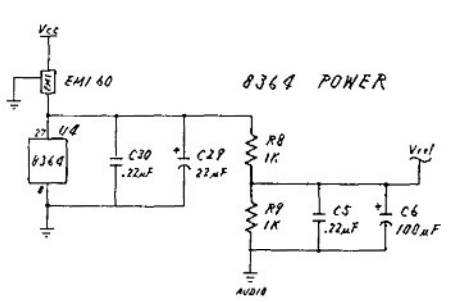 Vcc
EMI
EMI 60
8364 POWER
27 U4
8364
8
C30
.22µF
+ C29
22µF
R8
1K
Vref
R9
1K
C5
.22µF
+ C6
100µF
AUDIO